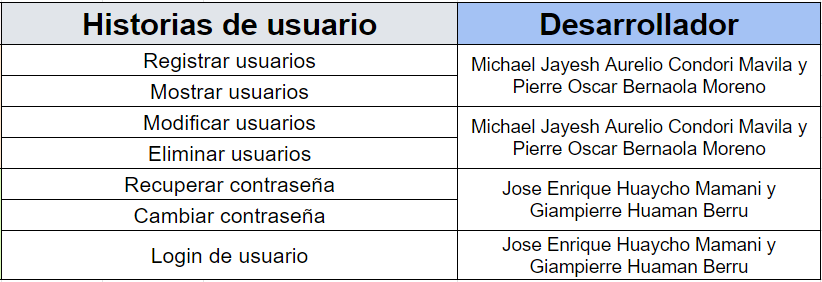 Historias de usuario
Desarrollador
Registrar usuarios
Mostrar usuarios
Michael Jayesh Aurelio Condori Mavila y
Pierre Oscar Bernaola Moreno
Modificar usuarios
Eliminar usuarios
Michael Jayesh Aurelio Condori Mavila y
Pierre Oscar Bernaola Moreno
Recuperar contraseña
Cambiar contraseña
Jose Enrique Huaycho Mamani y
Giampierre Huaman Berru
Login de usuario
Jose Enrique Huaycho Mamani y
Giampierre Huaman Berru